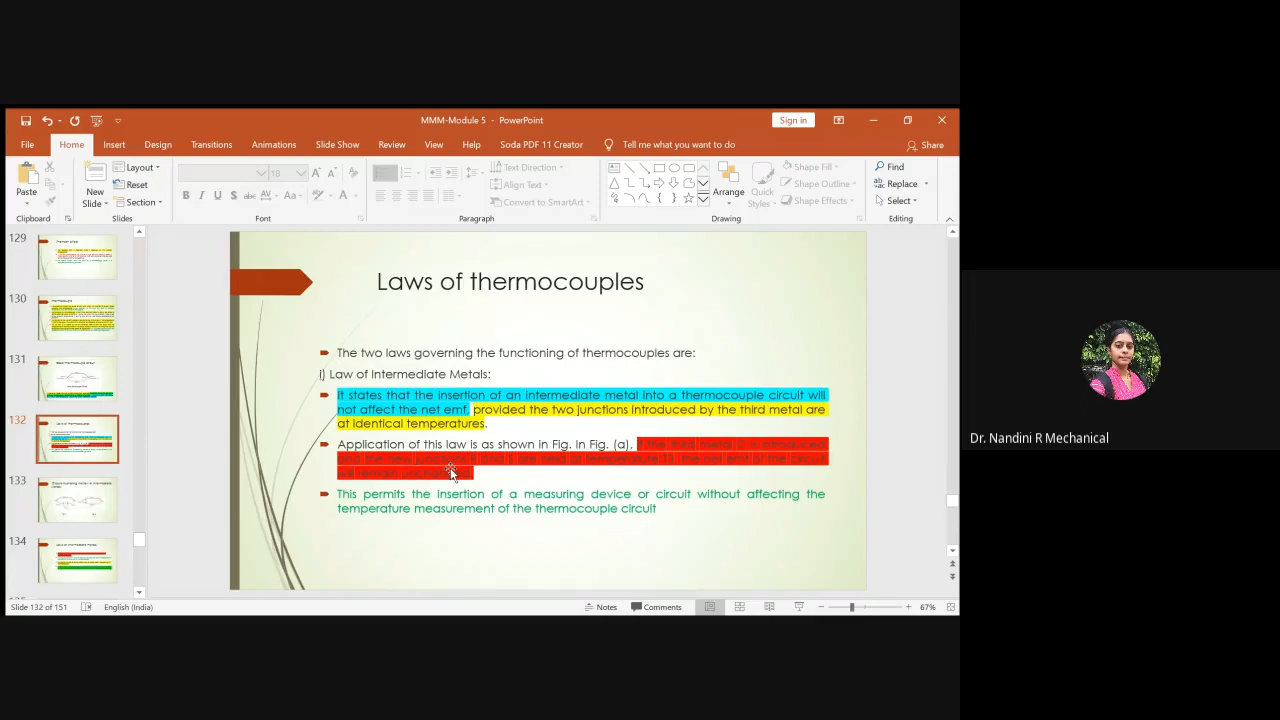 MMM-Module 5 - PowerPoint
Sign in
File Home Insert Design Transitions Animations Slide Show Review View Help Soda PDF 11 Creator Tell me what you want to do Share
Paste
New Slide
Layout
Reset
Section
18
B I U S abc AV Aa A
Text Direction
Align Text
Convert to SmartArt
Arrange
Quick Styles
Shape Fill
Shape Outline
Shape Effects
Find
Replace
Select
Clipboard Slides Font Paragraph Drawing Editing
129
130
131
132
133
134
Laws of thermocouples
The two laws governing the functioning of thermocouples are:
i) Law of Intermediate Metals:
It states that the insertion of an intermediate metal into a thermocouple circuit will
not affect the net emf, provided the two junctions introduced by the third metal are
at identical temperatures.
Application of this law is as shown in Fig. In Fig. (a), if the third metal C is introduced
and the new junctions R and S are held at temperature T3, the net emf of the circuit
will remain
This permits the insertion of a measuring device or circuit without affecting the
temperature measurement of the thermocouple circuit
Dr. Nandini R Mechanical
Slide 132 of 151 English (India) Notes Comments 67%